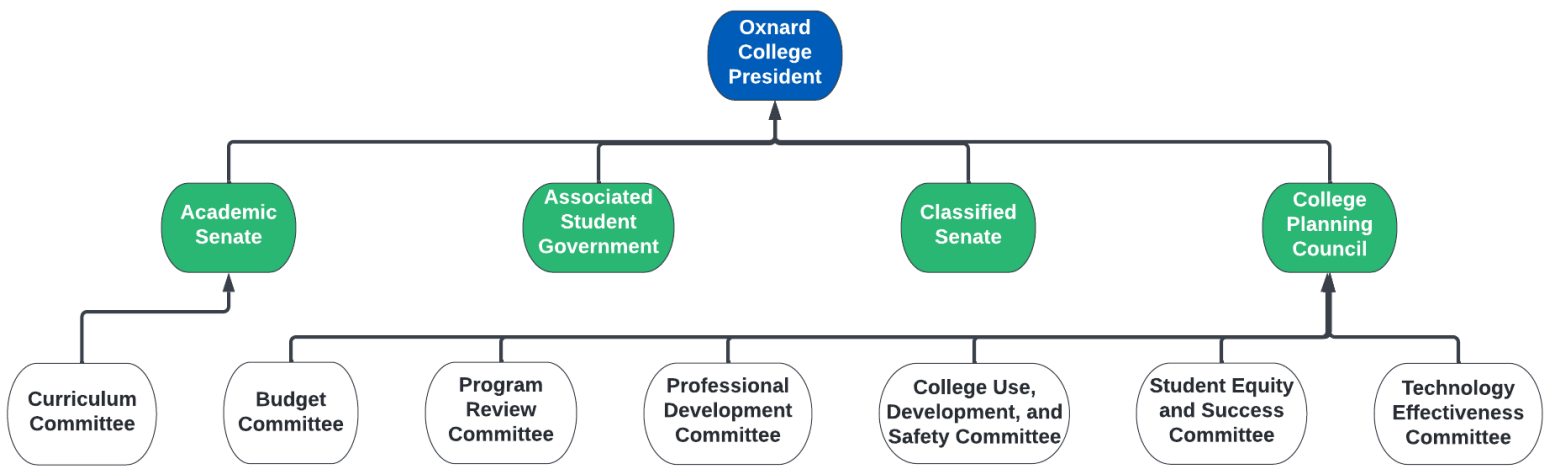 Oxnard
College
President
Academic
Senate
Associated
Student
Government
Classified
Senate
College
Planning
Council
Curriculum
Committee
Budget
Committee
Program
Review
Committee
Professional
Development
Committee
College Use,
Development, and
Safety Committee
Student Equity
and Success
Committee
Technology
Effectiveness
Committee